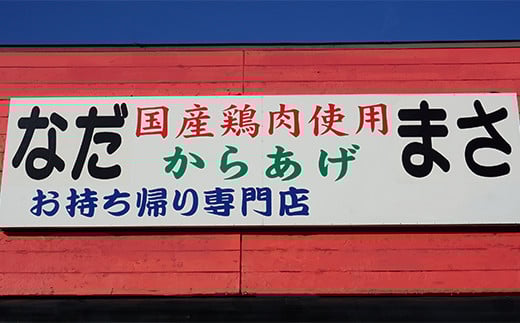 なだ
国産鶏肉使用
からあげ
お持ち帰り専門店
まさ